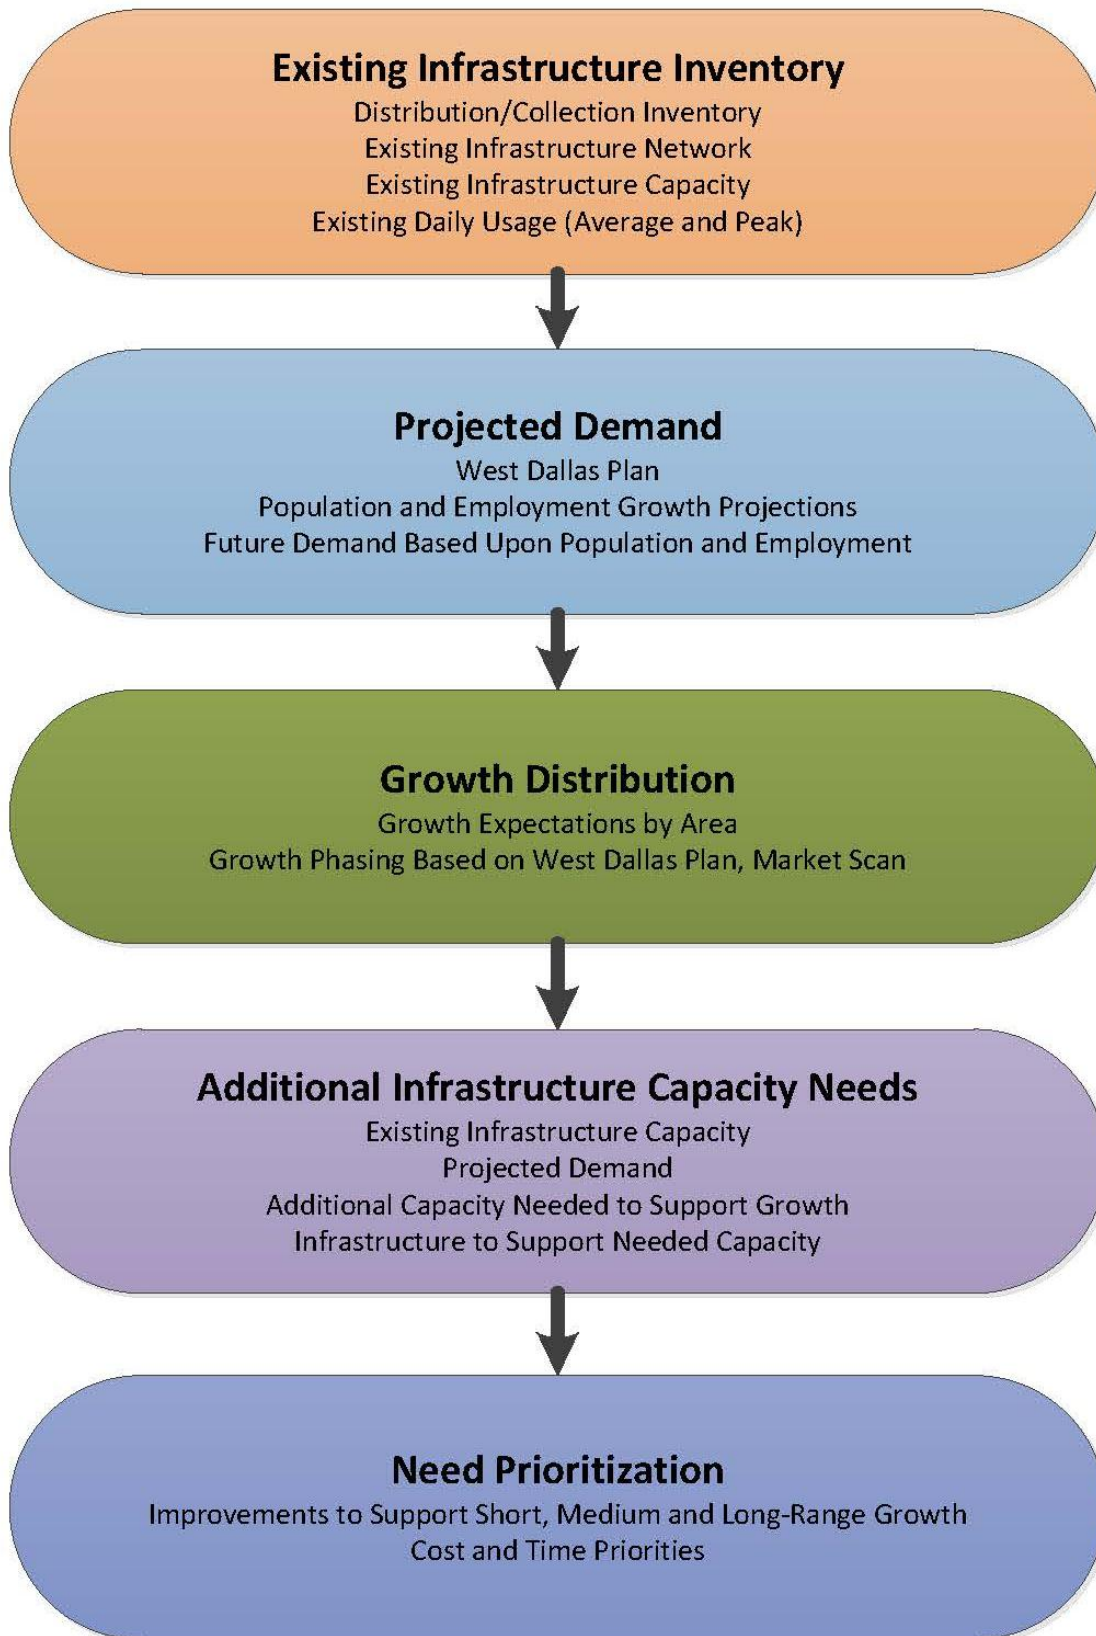 Existing Infrastructure Inventory
Distribution/Collection Inventory
Existing Infrastructure Network
Existing Infrastructure Capacity
Existing Daily Usage (Average and Peak)
Projected Demand
West Dallas Plan
Population and Employment Growth Projections
Future Demand Based Upon Population and Employment
Growth Distribution
Growth Expectations by Area
Growth Phasing Based on West Dallas Plan, Market Scan
Additional Infrastructure Capacity Needs
Existing Infrastructure Capacity
Projected Demand
Additional Capacity Needed to Support Growth
Infrastructure to Support Needed Capacity
Need Prioritization
Improvements to Support Short, Medium and Long-Range Growth
Cost and Time Priorities